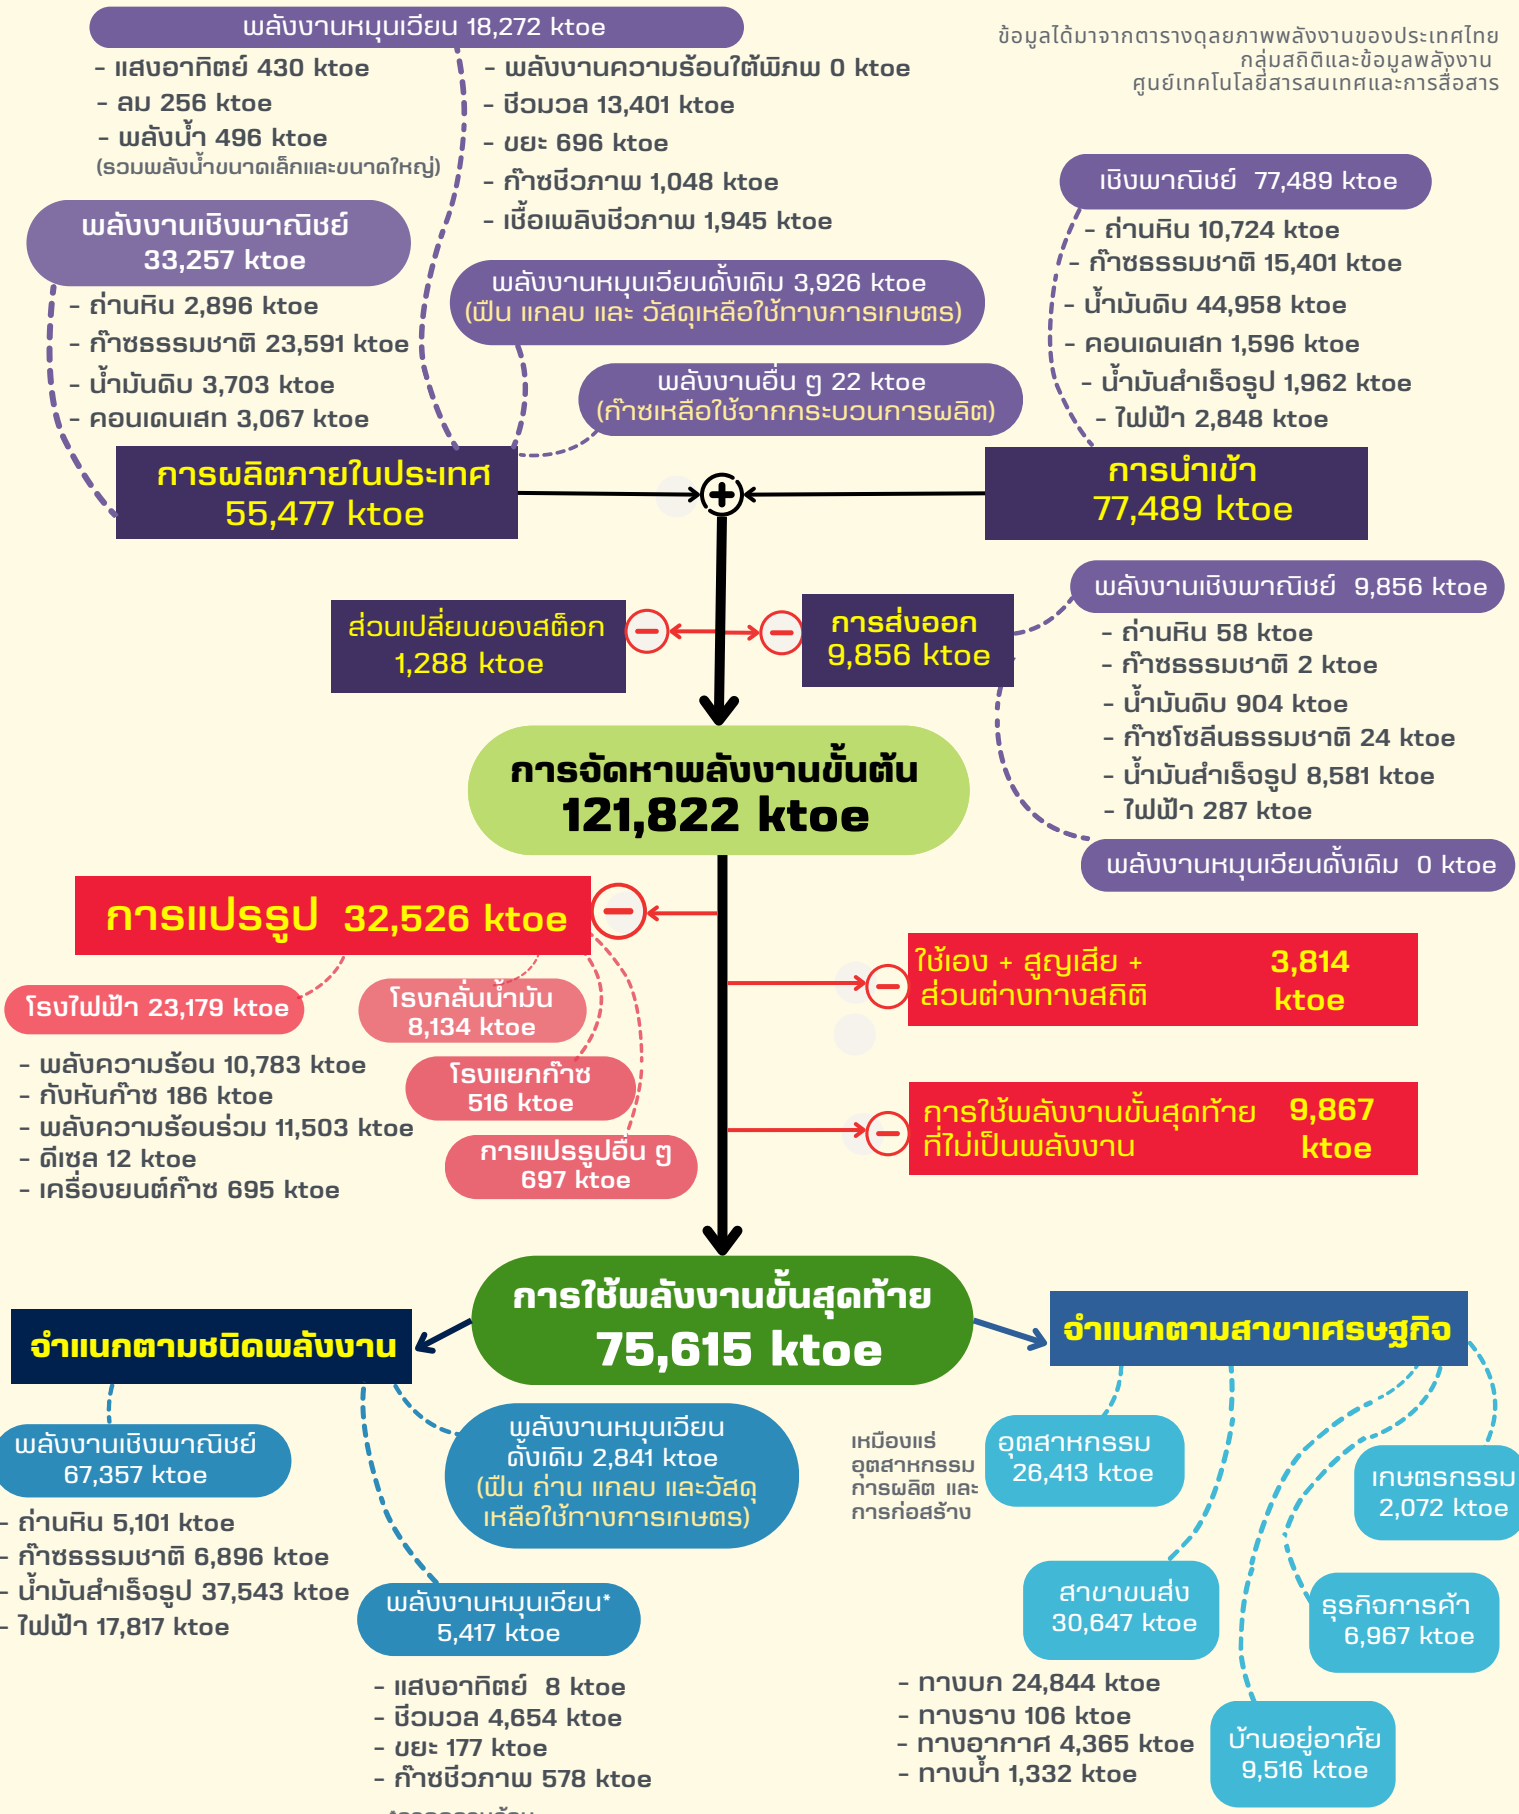 พลังงานหมุนเวียน 18,272 ktoe
- แสงอาทิตย์ 430 ktoe
- ลม 256 ktoe
- พลังน้ำ 496 ktoe
(รวมพลังน้ำขนาดเล็กและขนาดใหญ่)
- พลังงานความร้อนใต้พิภพ 0 ktoe
- ชีวมวล 13,401 ktoe
- ขยะ 696 ktoe
- ก๊าซชีวภาพ 1,048 ktoe
- เชื้อเพลิงชีวภาพ 1,945 ktoe
ข้อมูลได้มาจากตารางดุลยภาพพลังงานของประเทศไทย
กลุ่มสถิติและข้อมูลพลังงาน
ศูนย์เทคโนโลยีสารสนเทศและการสื่อสาร
พลังงานเชิงพาณิชย์
33,257 ktoe
- ถ่านหิน 2,896 ktoe
- ก๊าซธรรมชาติ 23,591 ktoe
- น้ำมันดิบ 3,703 ktoe
- คอนเดนเสท 3,067 ktoe
พลังงานหมุนเวียนดั้งเดิม 3,926 ktoe
(ฟืน แกลบ และ วัสดุเหลือใช้ทางการเกษตร)
พลังงานอื่น ๆ 22 ktoe
(ก๊าซเหลือใช้จากกระบวนการผลิต)
เชิงพาณิชย์ 77,489 ktoe
- ถ่านหิน 10,724 ktoe
- ก๊าซธรรมชาติ 15,401 ktoe
- น้ำมันดิบ 44,958 ktoe
- คอนเดนเสท 1,596 ktoe
- น้ำมันสำเร็จรูป 1,962 ktoe
- ไฟฟ้า 2,848 ktoe
การผลิตภายในประเทศ
55,477 ktoe
การนำเข้า
77,489 ktoe
ส่วนเปลี่ยนของสต็อก
1,288 ktoe
การส่งออก
9,856 ktoe
พลังงานเชิงพาณิชย์ 9,856 ktoe
- ถ่านหิน 58 ktoe
- ก๊าซธรรมชาติ 2 ktoe
- น้ำมันดิบ 904 ktoe
- ก๊าซโซลีนธรรมชาติ 24 ktoe
- น้ำมันสำเร็จรูป 8,581 ktoe
- ไฟฟ้า 287 ktoe
พลังงานหมุนเวียนดั้งเดิม 0 ktoe
การจัดหาพลังงานขั้นต้น
121,822 ktoe
การแปรรูป 32,526 ktoe
โรงไฟฟ้า 23,179 ktoe
- พลังความร้อน 10,783 ktoe
- กังหันก๊าซ 186 ktoe
- พลังความร้อนร่วม 11,503 ktoe
- ดีเซล 12 ktoe
- เครื่องยนต์ก๊าซ 695 ktoe
โรงกลั่นน้ำมัน
8,134 ktoe
โรงแยกก๊าซ
516 ktoe
การแปรรูปอื่น ๆ
697 ktoe
ใช้เอง + สูญเสีย +
ส่วนต่างทางสถิติ
3,814
ktoe
การใช้พลังงานขั้นสุดท้าย
ที่ไม่เป็นพลังงาน
9,867
ktoe
การใช้พลังงานขั้นสุดท้าย
75,615 ktoe
จำแนกตามชนิดพลังงาน
พลังงานเชิงพาณิชย์
67,357 ktoe
- ถ่านหิน 5,101 ktoe
- ก๊าซธรรมชาติ 6,896 ktoe
- น้ำมันสำเร็จรูป 37,543 ktoe
- ไฟฟ้า 17,817 ktoe
พลังงานหมุนเวียน
ดั้งเดิม 2,841 ktoe
(ฟืน ถ่าน แกลบ และวัสดุ
เหลือใช้ทางการเกษตร)
พลังงานหมุนเวียน*
5,417 ktoe
- แสงอาทิตย์ 8 ktoe
- ชีวมวล 4,654 ktoe
- ขยะ 177 ktoe
- ก๊าซชีวภาพ 578 ktoe
จำแนกตามสาขาเศรษฐกิจ
เหมืองแร่
อุตสาหกรรม
การผลิต และ
การก่อสร้าง
อุตสาหกรรม
26,413 ktoe
เกษตรกรรม
2,072 ktoe
สาขาขนส่ง
30,647 ktoe
- ทางบก 24,844 ktoe
- ทางราง 106 ktoe
- ทางอากาศ 4,365 ktoe
- ทางน้ำ 1,332 ktoe
ธุรกิจการค้า
6,967 ktoe
บ้านอยู่อาศัย
9,516 ktoe